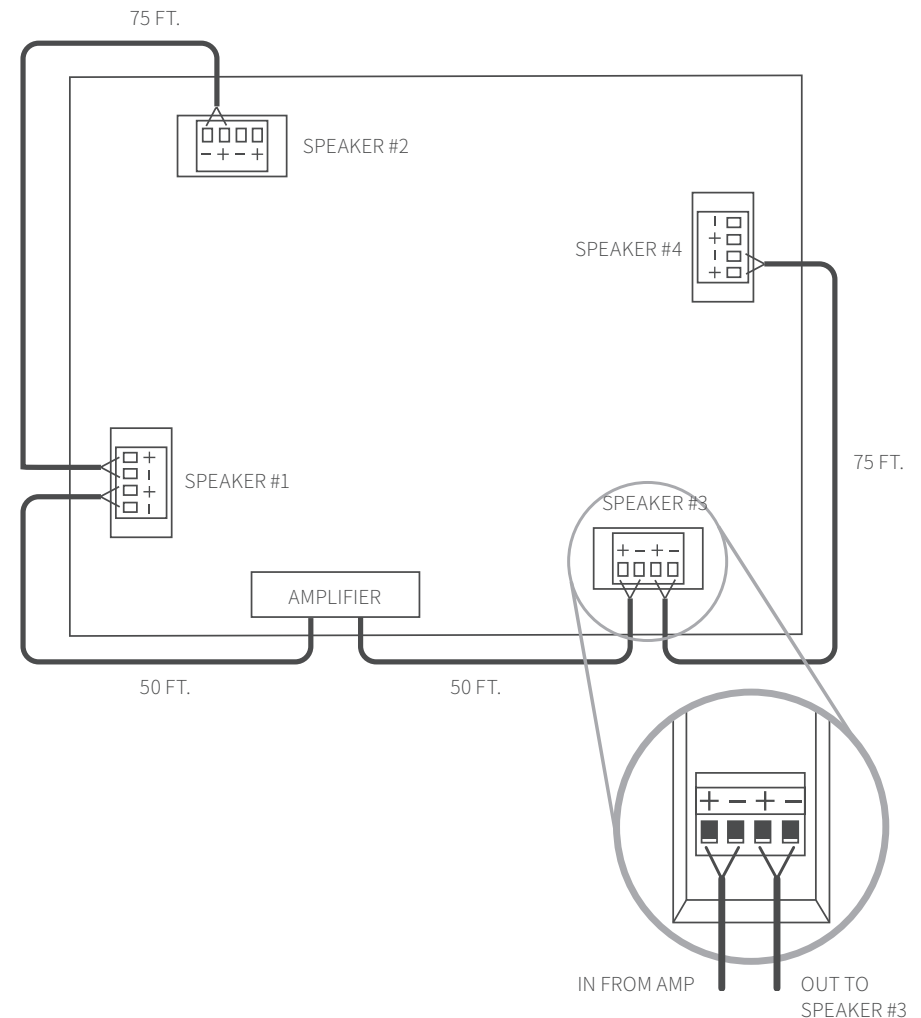 75 FT.
− + − +
SPEAKER #2
SPEAKER #4
−
+
−
+
75 FT.
+
−
+
−
SPEAKER #1
SPEAKER #3
+ − + −
AMPLIFIER
50 FT.
50 FT.
+ − + −
IN FROM AMP
OUT TO
SPEAKER #3